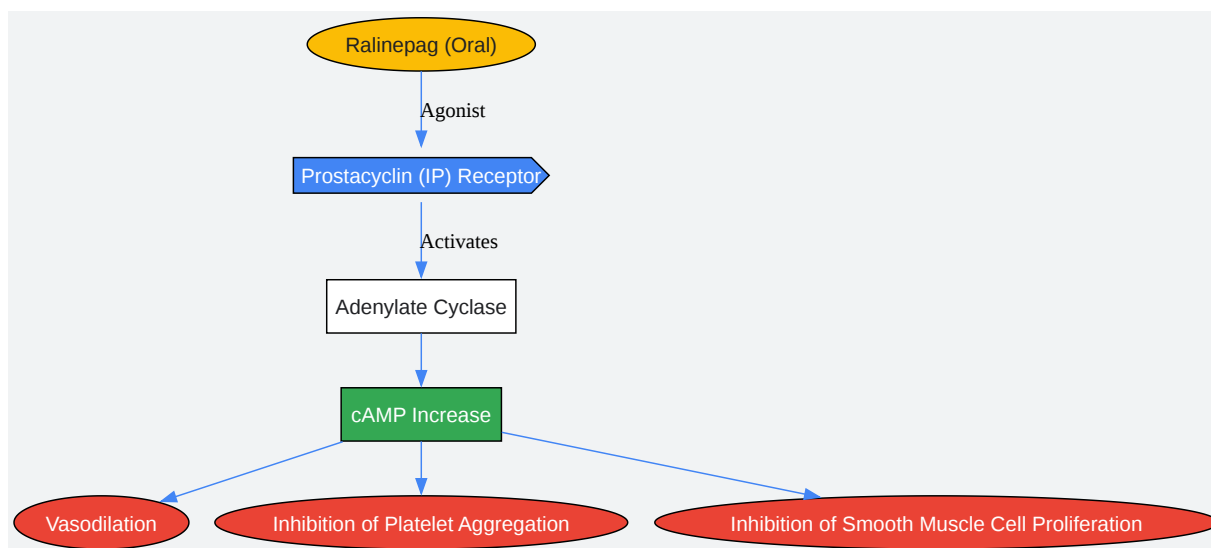 Ralinepag (Oral)
Agonist
Prostacyclin (IP) Receptor
Activates
Adenylate Cyclase
cAMP Increase
Vasodilation
Inhibition of Platelet Aggregation
Inhibition of Smooth Muscle Cell Proliferation